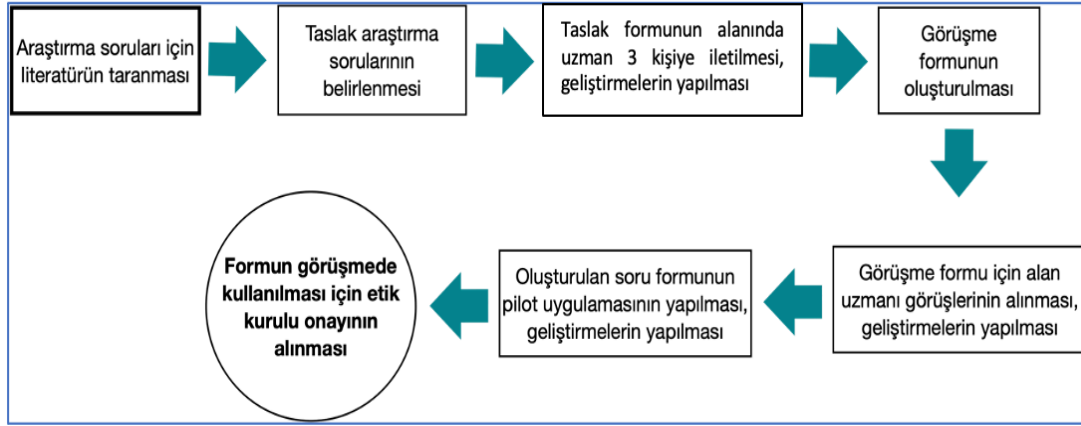 Araştırma soruları için
literatürün taranması
Taslak araştırma
sorularının
belirlenmesi
Taslak formunun alanında
uzman 3 kişiye iletilmesi,
geliştirmelerin yapılması
Görüşme
formunun
oluşturulması
Görüşme formu için alan
uzmanı görüşlerinin alınması,
geliştirmelerin yapılması
Oluşturulan soru formunun
pilot uygulamasının yapılması,
geliştirmelerin yapılması
Formun görüşmede
kullanılması için etik
kurulu onayının
alınması